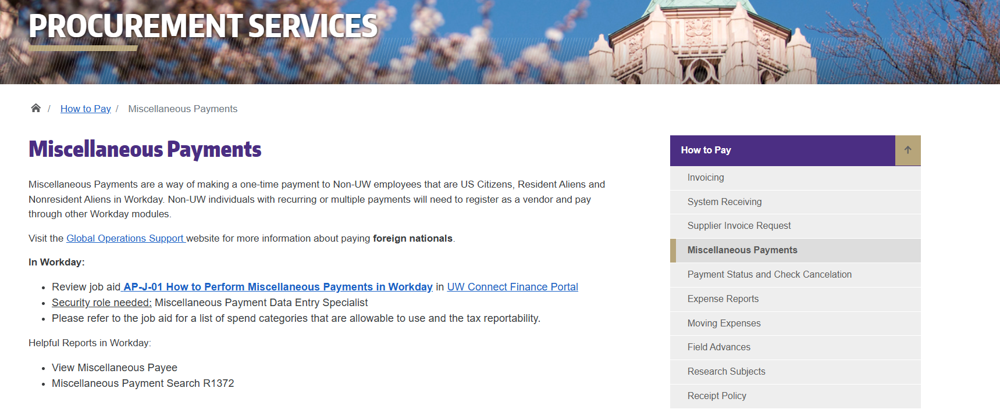 PROCUREMENT SERVICES
/ How to Pay / Miscellaneous Payments
Miscellaneous Payments
Miscellaneous Payments are a way of making a one-time payment to Non-UW employees that are US Citizens, Resident Aliens and
Nonresident Aliens in Workday. Non-UW individuals with recurring or multiple payments will need to register as a vendor and pay
through other Workday modules.
Visit the Global Operations Support website for more information about paying foreign nationals.
In Workday:
• Review job aid AP-J-01 How to Perform Miscellaneous Payments in Workday in UW Connect Finance Portal
• Security role needed: Miscellaneous Payment Data Entry Specialist
• Please refer to the job aid for a list of spend categories that are allowable to use and the tax reportability.
Helpful Reports in Workday:
• View Miscellaneous Payee
• Miscellaneous Payment Search R1372
How to Pay
Invoicing
System Receiving
Supplier Invoice Request
Miscellaneous Payments
Payment Status and Check Cancelation
Expense Reports
Moving Expenses
Field Advances
Research Subjects
Receipt Policy